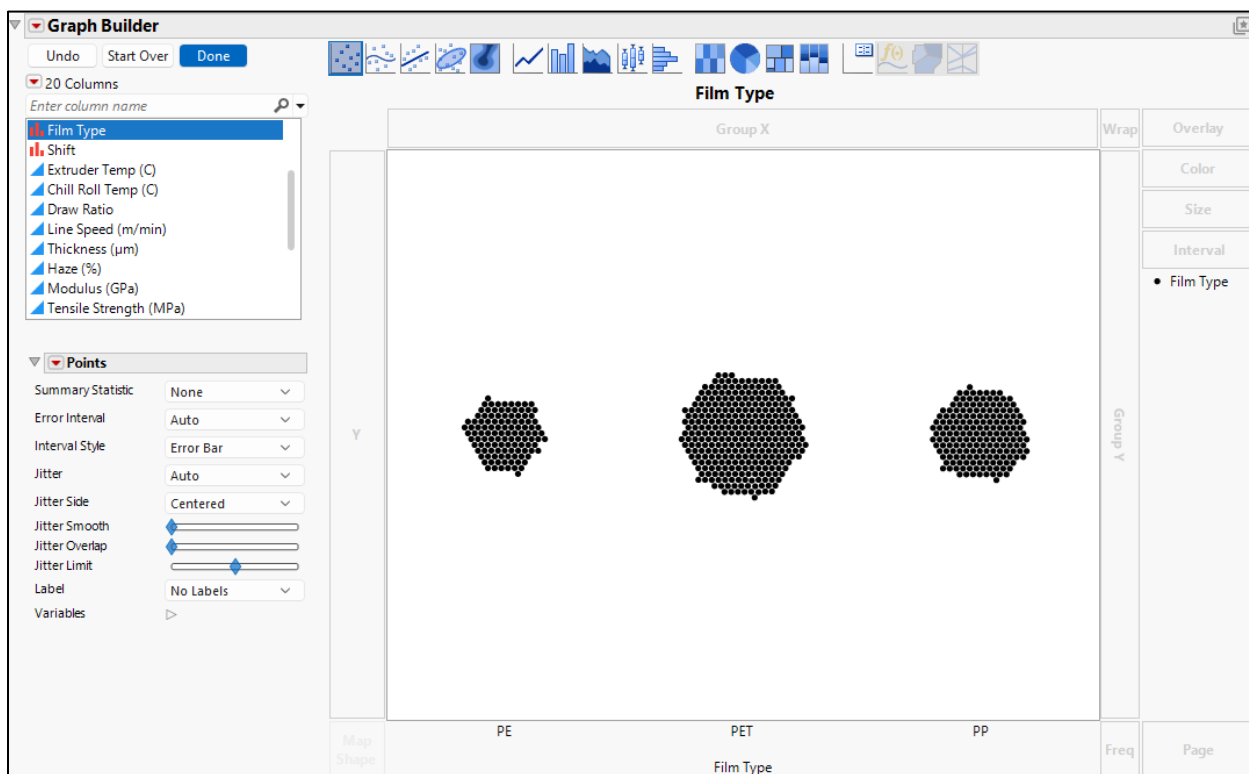 Graph Builder
Undo Start Over Done
20 Columns
Enter column name
Film Type
Shift
Extruder Temp (C)
Chill Roll Temp (C)
Draw Ratio
Line Speed (m/min)
Thickness (µm)
Haze (%)
Modulus (GPa)
Tensile Strength (MPa)
Points
Summary Statistic None
Error Interval Auto
Interval Style Error Bar
Jitter Auto
Jitter Side Centered
Jitter Smooth
Jitter Overlap
Jitter Limit
Label No Labels
Variables
Film Type
Group X
Wrap
Overlay
Color
Size
Interval
Film Type
Y
Group Y
PE PET PP
Film Type
Map
Shape
Freq
Page